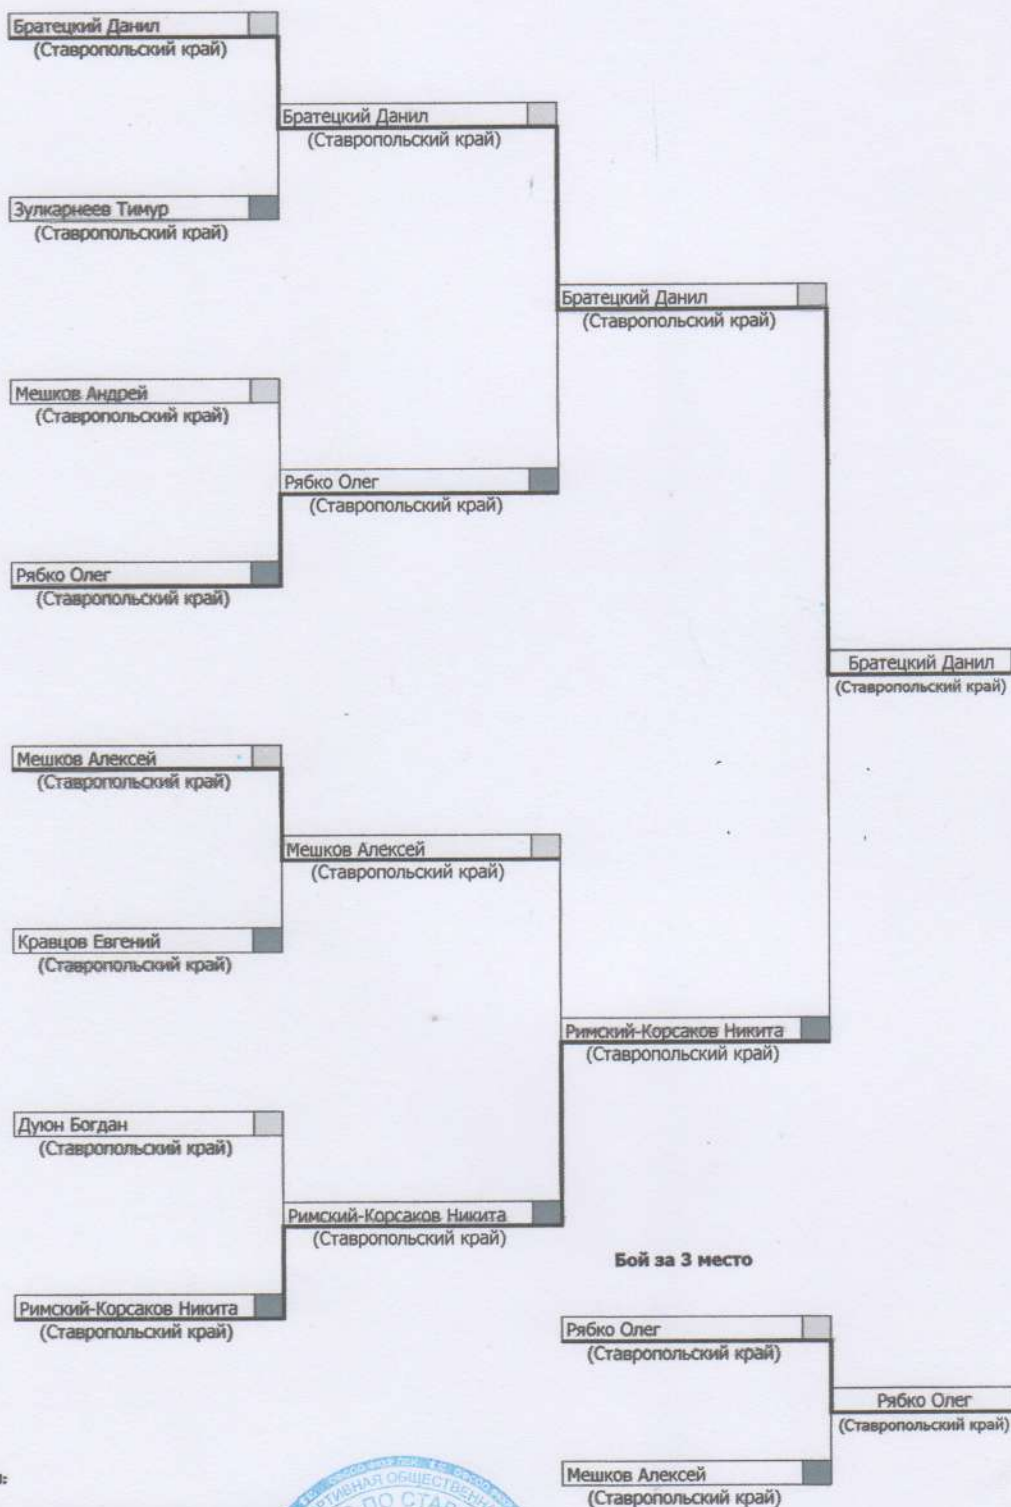 Братецкий Данил
(Ставропольский край)
Братецкий Данил
(Ставропольский край)
Зулкарнеев Тимур
(Ставропольский край)
Братецкий Данил
(Ставропольский край)
Мешков Андрей
(Ставропольский край)
Рябко Олег
(Ставропольский край)
Рябко Олег
(Ставропольский край)
Братецкий Данил
(Ставропольский край)
Мешков Алексей
(Ставропольский край)
Мешков Алексей
(Ставропольский край)
Кравцов Евгений
(Ставропольский край)
Римский-Корсаков Никита
(Ставропольский край)
Дуюн Богдан
(Ставропольский край)
Римский-Корсаков Никита
(Ставропольский край)
Бой за 3 место
Римский-Корсаков Никита
(Ставропольский край)
Рябко Олег
(Ставропольский край)
Рябко Олег
(Ставропольский край)
Мешков Алексей
(Ставропольский край)